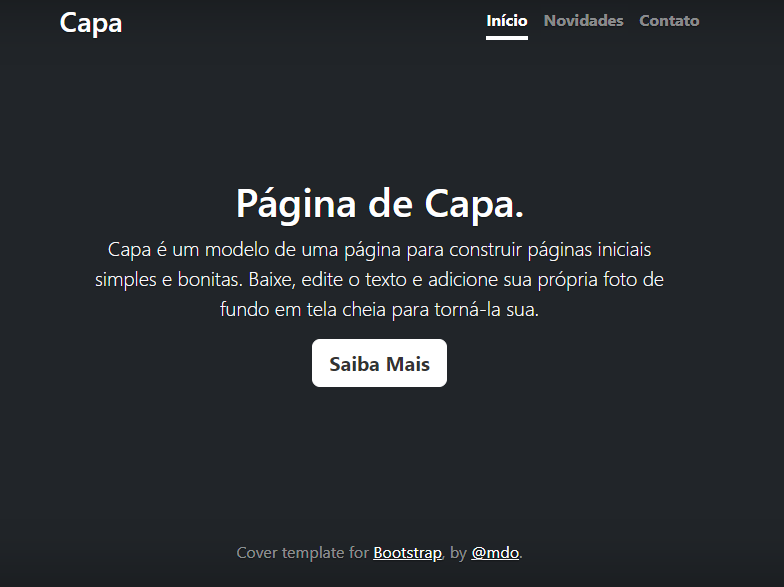 Capa
Início Novidades Contato
Página de Capa.
Capa é um modelo de uma página para construir páginas iniciais
simples e bonitas. Baixe, edite o texto e adicione sua própria foto de
fundo em tela cheia para torná-la sua.
Saiba Mais
Cover template for Bootstrap, by @mdo.